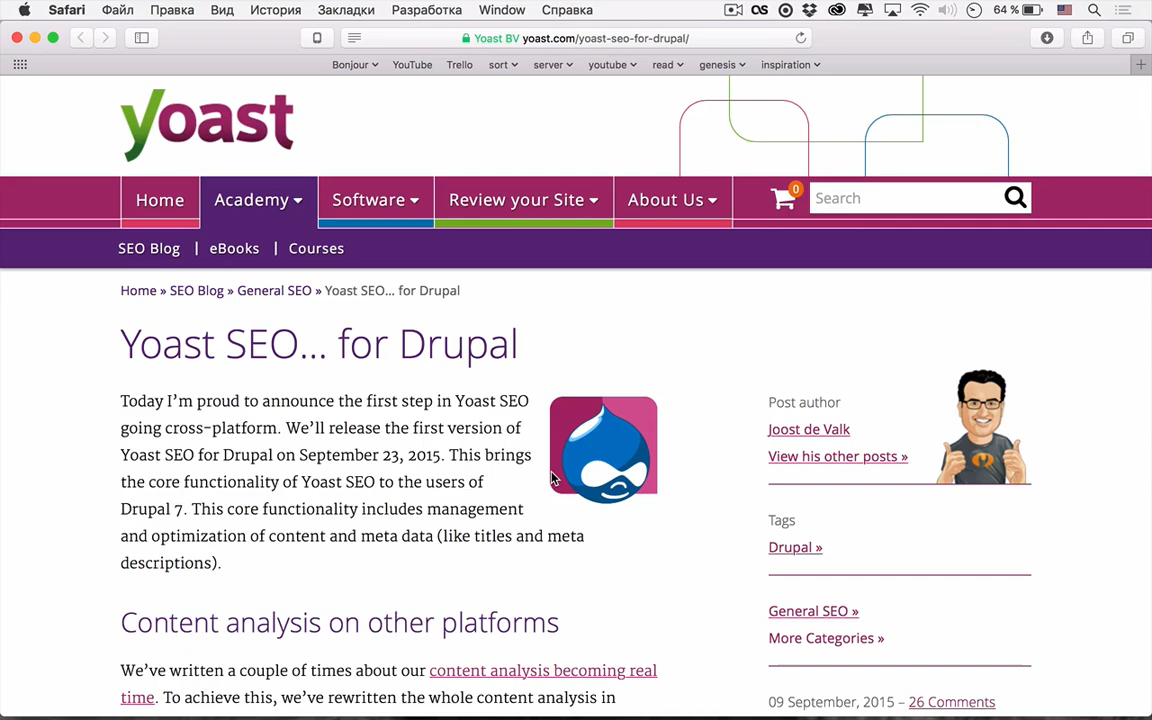 Safari Файл Правка Вид История Закладки Разработка Window Справка 64 %
Yoast BV yoast.com/yoast-seo-for-drupal/
Bonjour YouTube Trello sort server youtube read genesis inspiration
yoast
Home Academy Software Review your Site About Us 0 Search
SEO Blog | eBooks | Courses
Home » SEO Blog » General SEO » Yoast SEO... for Drupal
Yoast SEO... for Drupal
Today I'm proud to announce the first step in Yoast SEO
going cross-platform. We'll release the first version of
Yoast SEO for Drupal on September 23, 2015. This brings
the core functionality of Yoast SEO to the users of
Drupal 7. This core functionality includes management
and optimization of content and meta data (like titles and meta
descriptions).
Content analysis on other platforms
We've written a couple of times about our content analysis becoming real
time. To achieve this, we've rewritten the whole content analysis in
Post author
Joost de Valk
View his other posts »
Tags
Drupal »
General SEO »
More Categories »
09 September, 2015 – 26 Comments